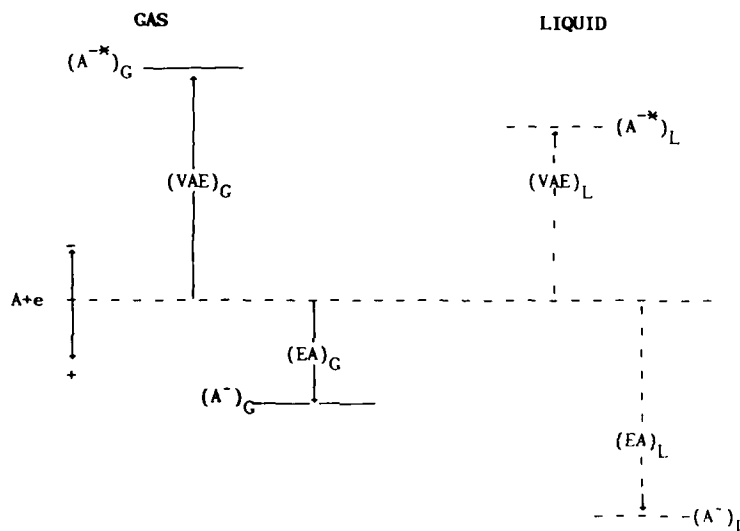 GAS
LIQUID
(A⁻*)G
(A⁻*)L
(VAE)G
(VAE)L
−
A+e
+
(EA)G
(A⁻)G
(EA)L
(A⁻)L